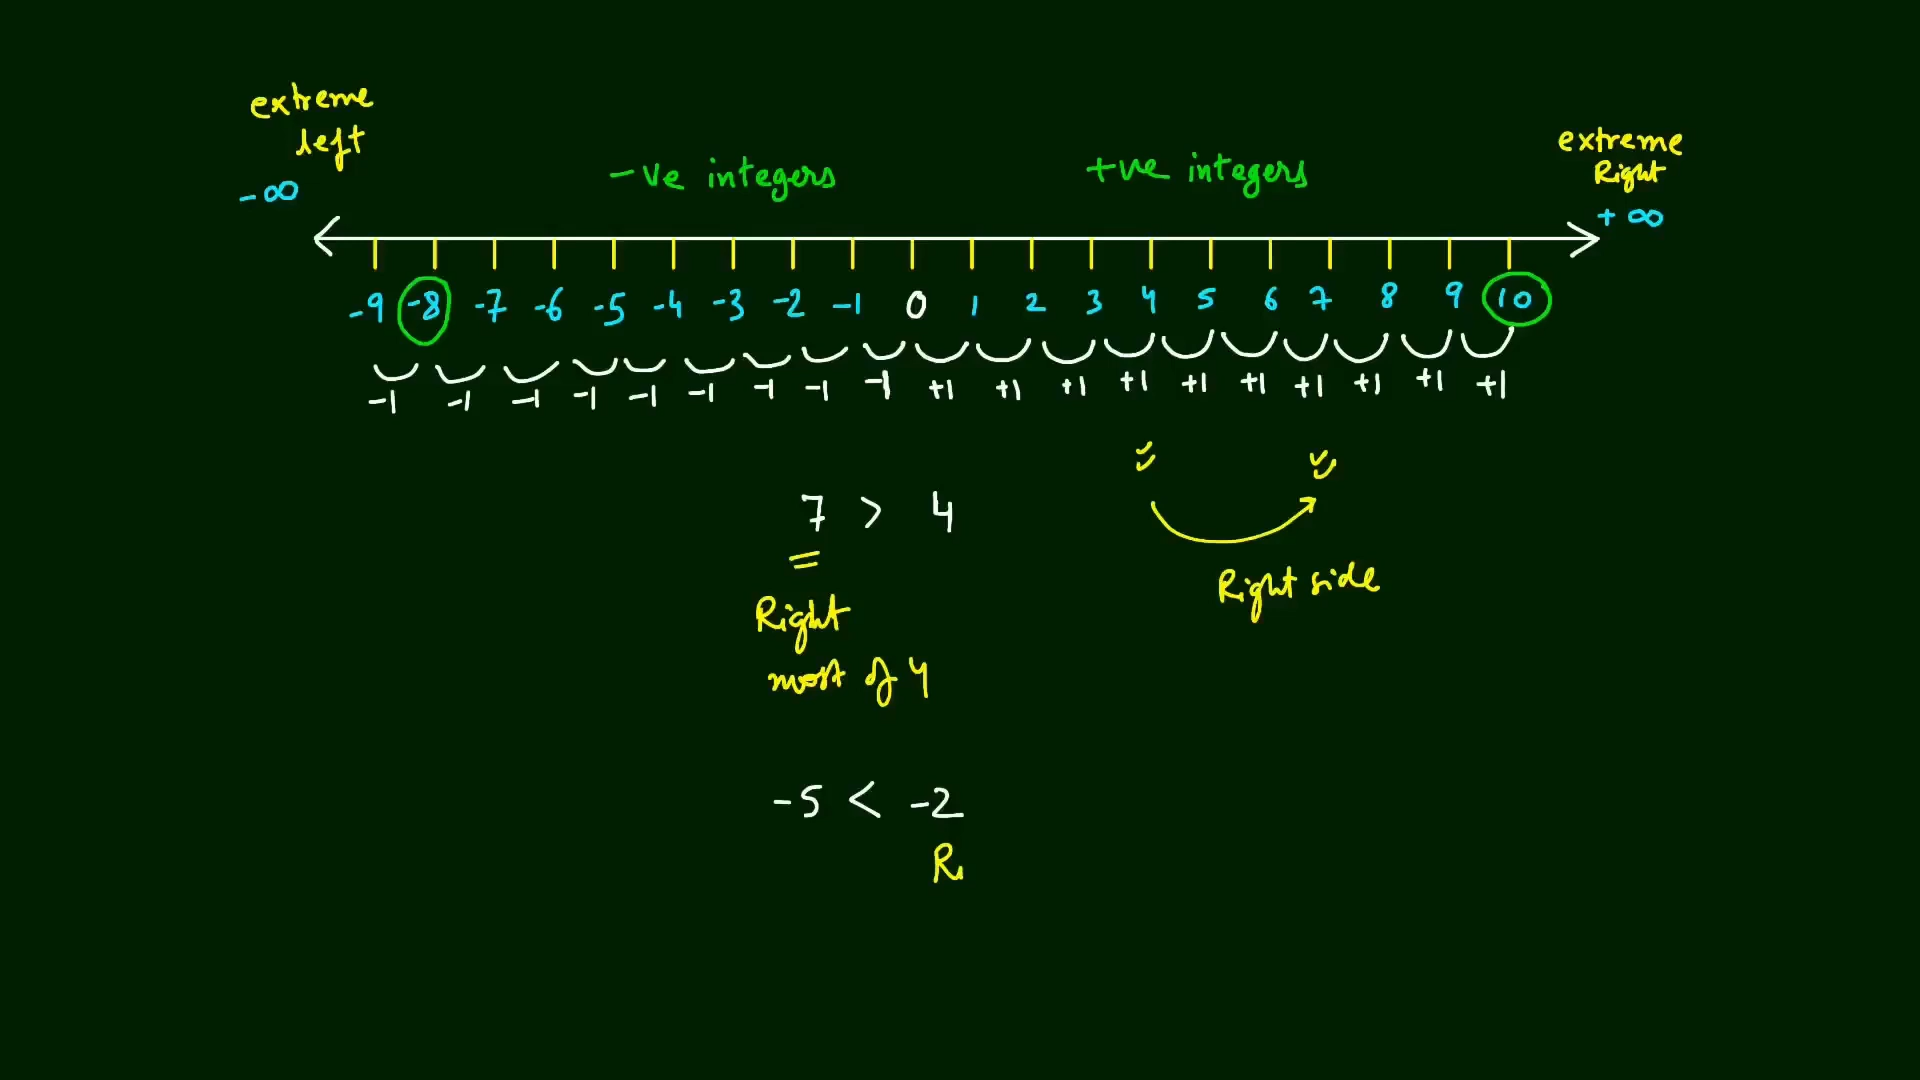 extreme
left
-∞
-ve integers
+ve integers
extreme
Right
+ ∞
-9 -8 -7 -6 -5 -4 -3 -2 -1 0 1 2 3 4 5 6 7 8 9 10
-1 -1 -1 -1 -1 -1 -1 -1 -1 +1 +1 +1 +1 +1 +1 +1 +1 +1 +1
7 > 4
=
Right
most of 4
Right side
-5 < -2
Ri